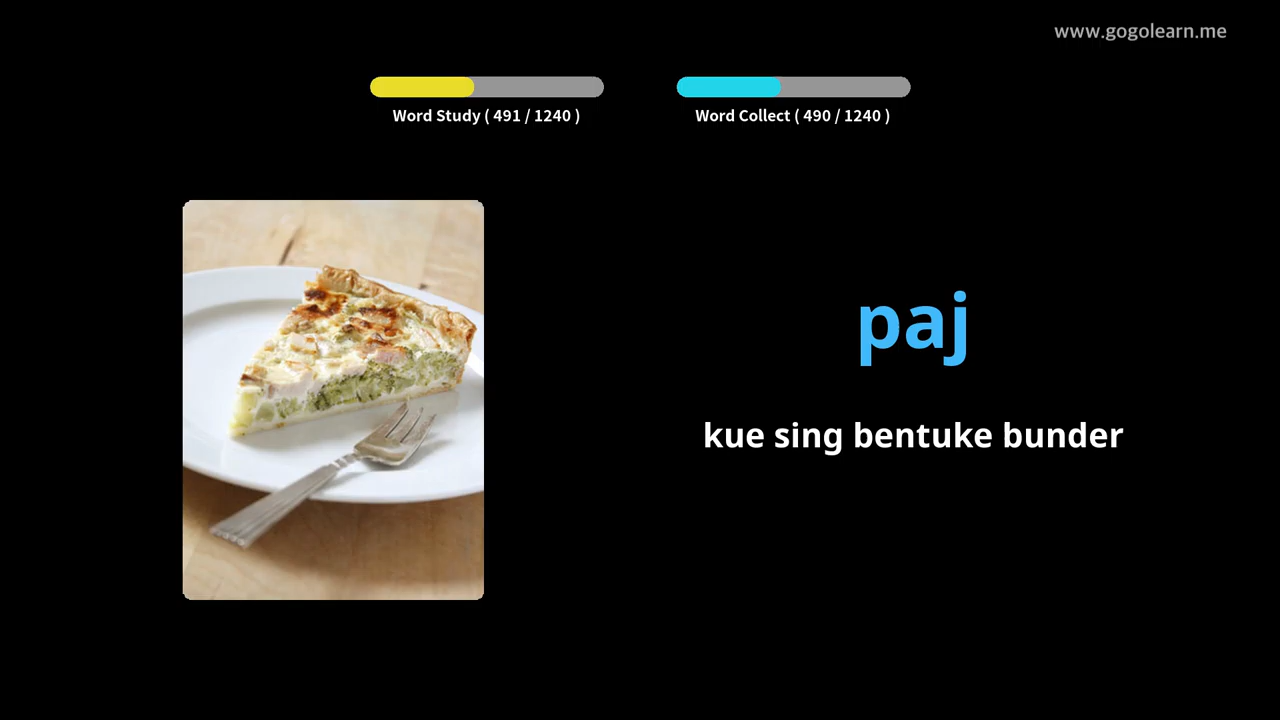 www.gogolearn.me
Word Study ( 491 / 1240 )
Word Collect ( 490 / 1240 )
paj
kue sing bentuke bunder